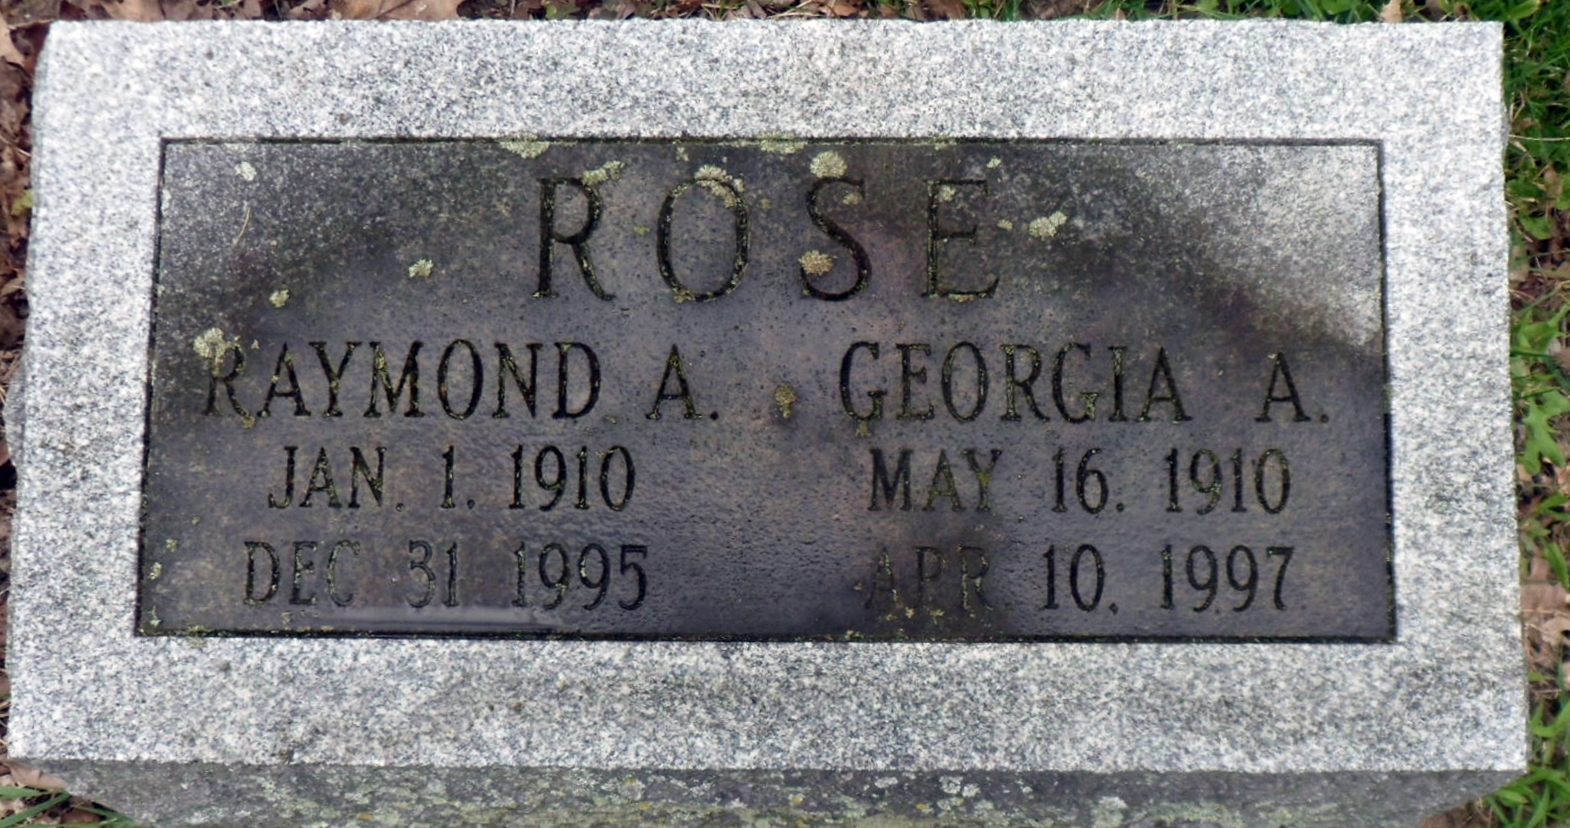 ROSE
RAYMOND A. GEORGIA A.
JAN. 1. 1910 MAY 16. 1910
DEC 31 1995 APR 10. 1997